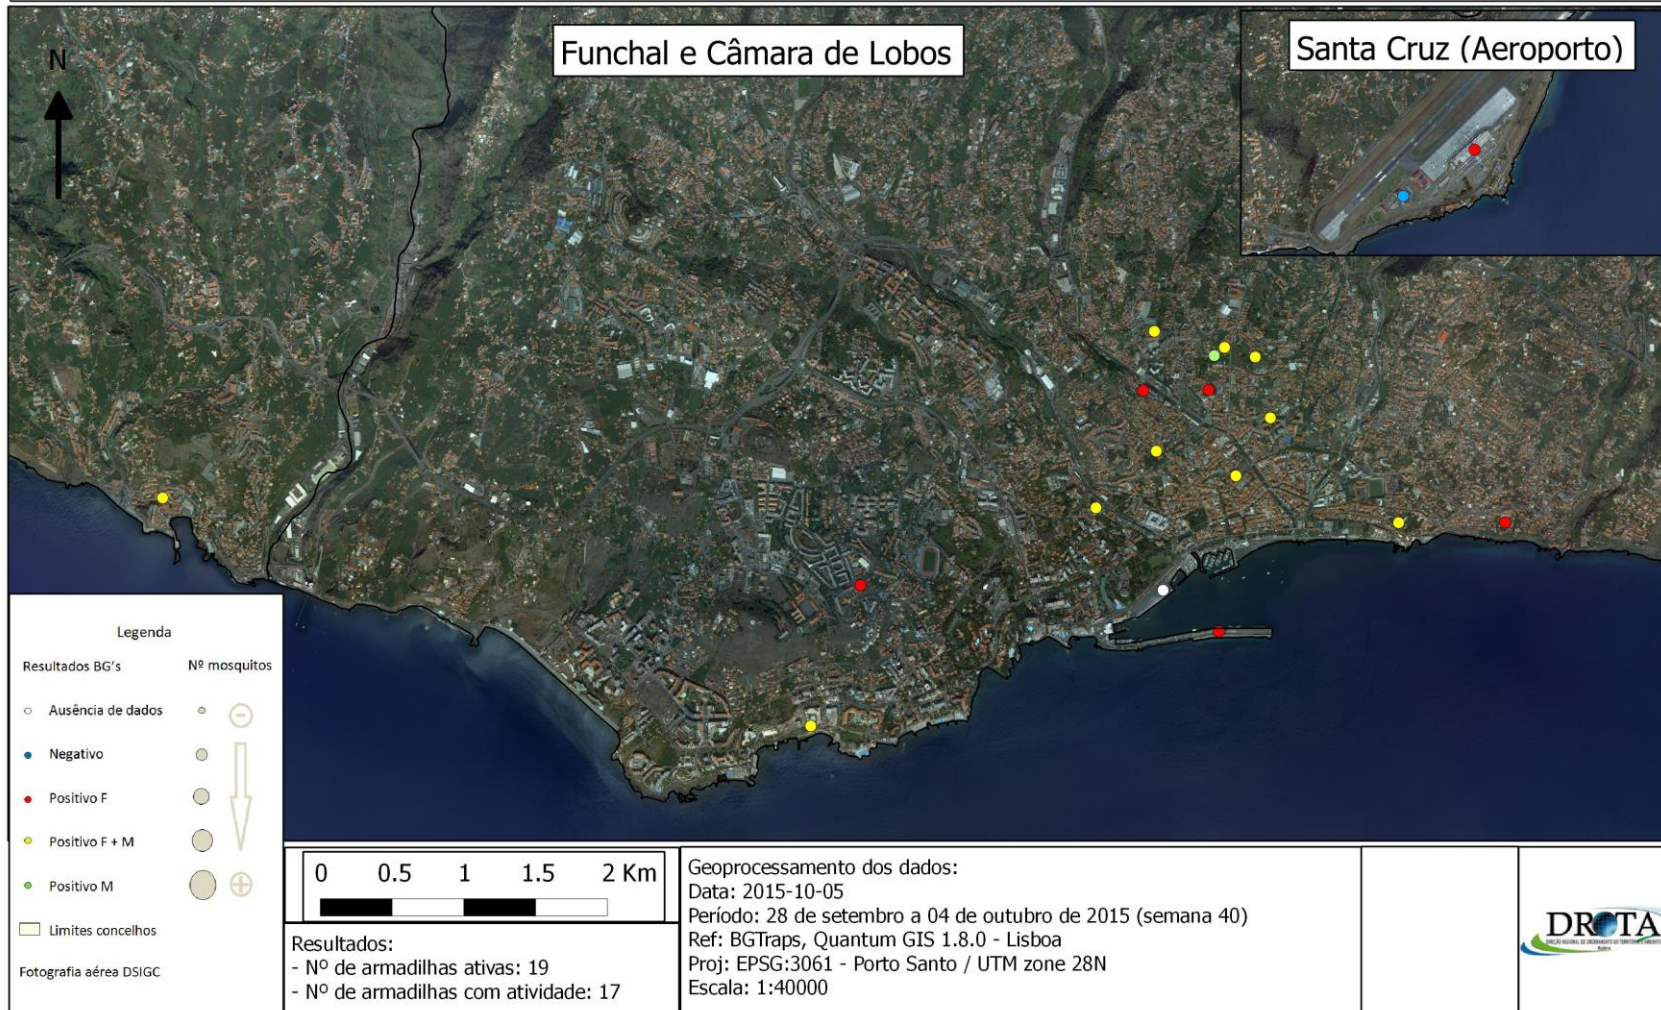 Funchal e Câmara de Lobos
Santa Cruz (Aeroporto)
N
Legenda
Resultados BG's Nº mosquitos
Ausência de dados
Negativo
Positivo F
Positivo F + M
Positivo M
Limites concelhos
Fotografia aérea DSIGC
0 0.5 1 1.5 2 Km
Resultados:
- Nº de armadilhas ativas: 19
- Nº de armadilhas com atividade: 17
Geoprocessamento dos dados:
Data: 2015-10-05
Período: 28 de setembro a 04 de outubro de 2015 (semana 40)
Ref: BGTraps, Quantum GIS 1.8.0 - Lisboa
Proj: EPSG:3061 - Porto Santo / UTM zone 28N
Escala: 1:40000
DROTA